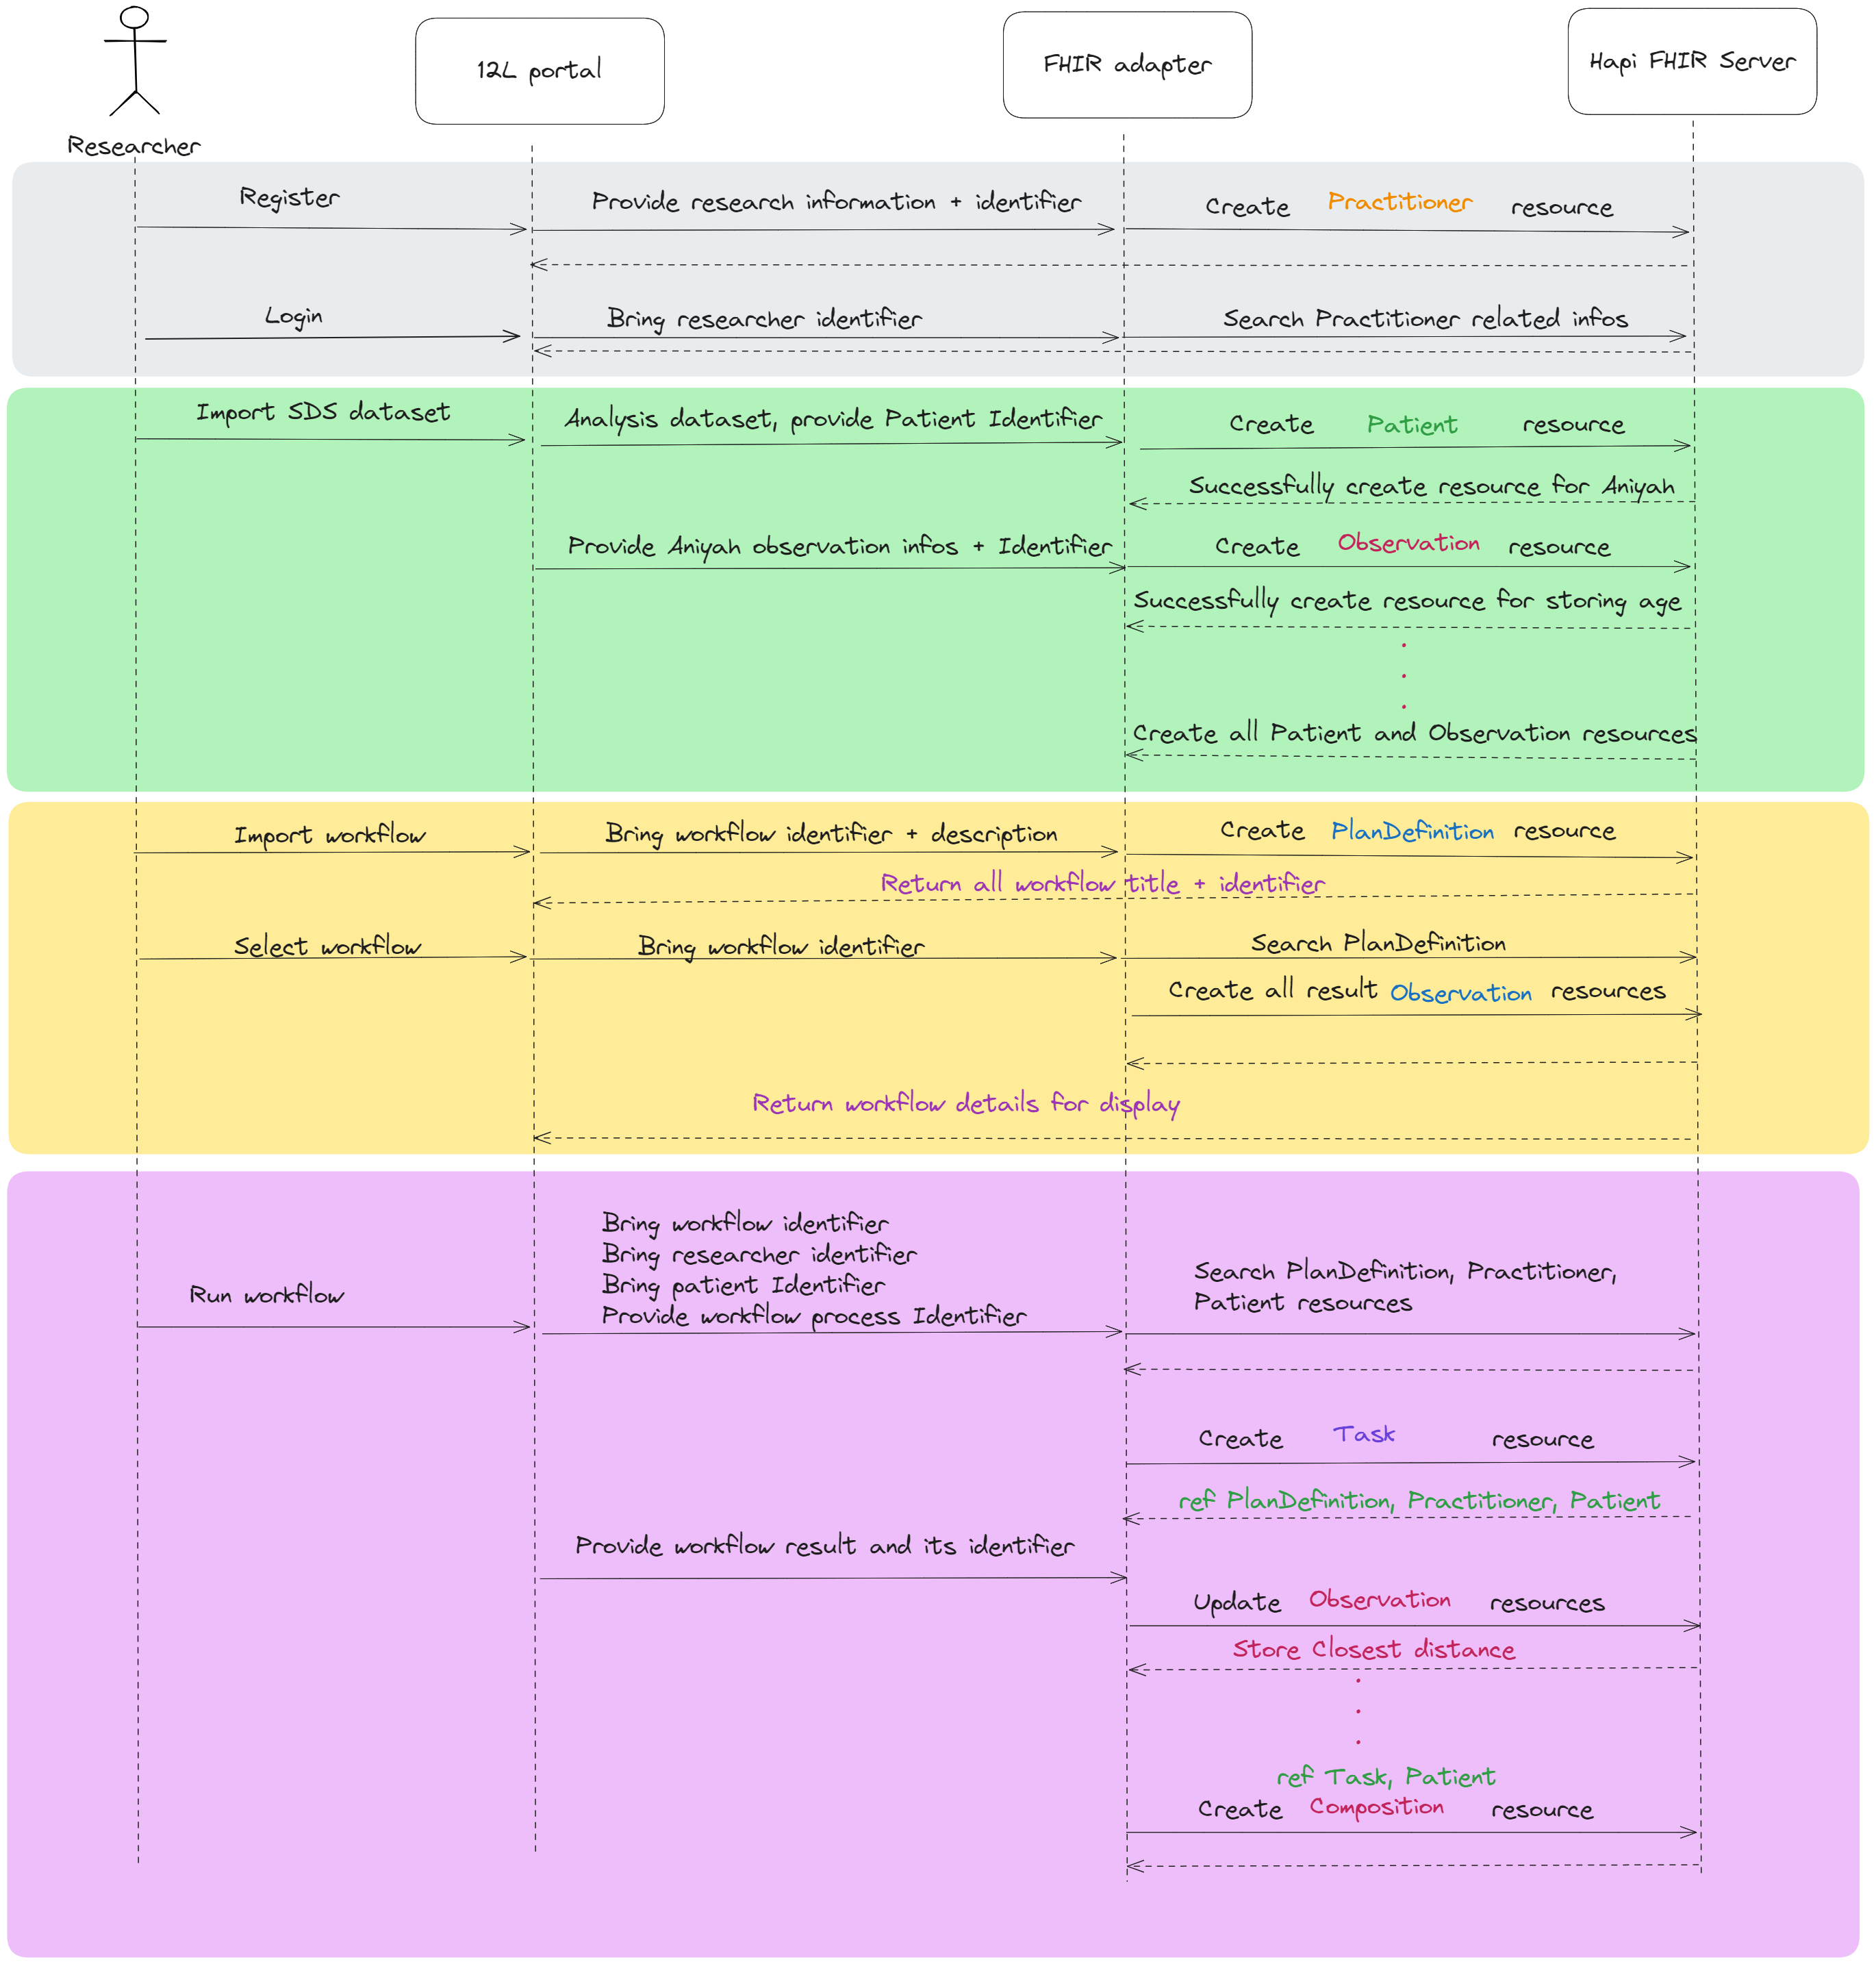 Researcher
12L portal
FHIR adapter
Hapi FHIR Server
Register
Provide research information + identifier
Create Practitioner resource
Login
Bring researcher identifier
Search Practitioner related infos
Import SDS dataset
Analysis dataset, provide Patient Identifier
Create Patient resource
Successfully create resource for Aniyah
Provide Aniyah observation infos + Identifier
Create Observation resource
Successfully create resource for storing age
Create all Patient and Observation resources
Import workflow
Bring workflow identifier + description
Create PlanDefinition resource
Return all workflow title + identifier
Select workflow
Bring workflow identifier
Search PlanDefinition
Create all result Observation resources
Return workflow details for display
Run workflow
Bring workflow identifier
Bring researcher identifier
Bring patient Identifier
Provide workflow process Identifier
Search PlanDefinition, Practitioner,
Patient resources
Create Task resource
ref PlanDefinition, Practitioner, Patient
Provide workflow result and its identifier
Update Observation resources
Store Closest distance
ref Task, Patient
Create Composition resource